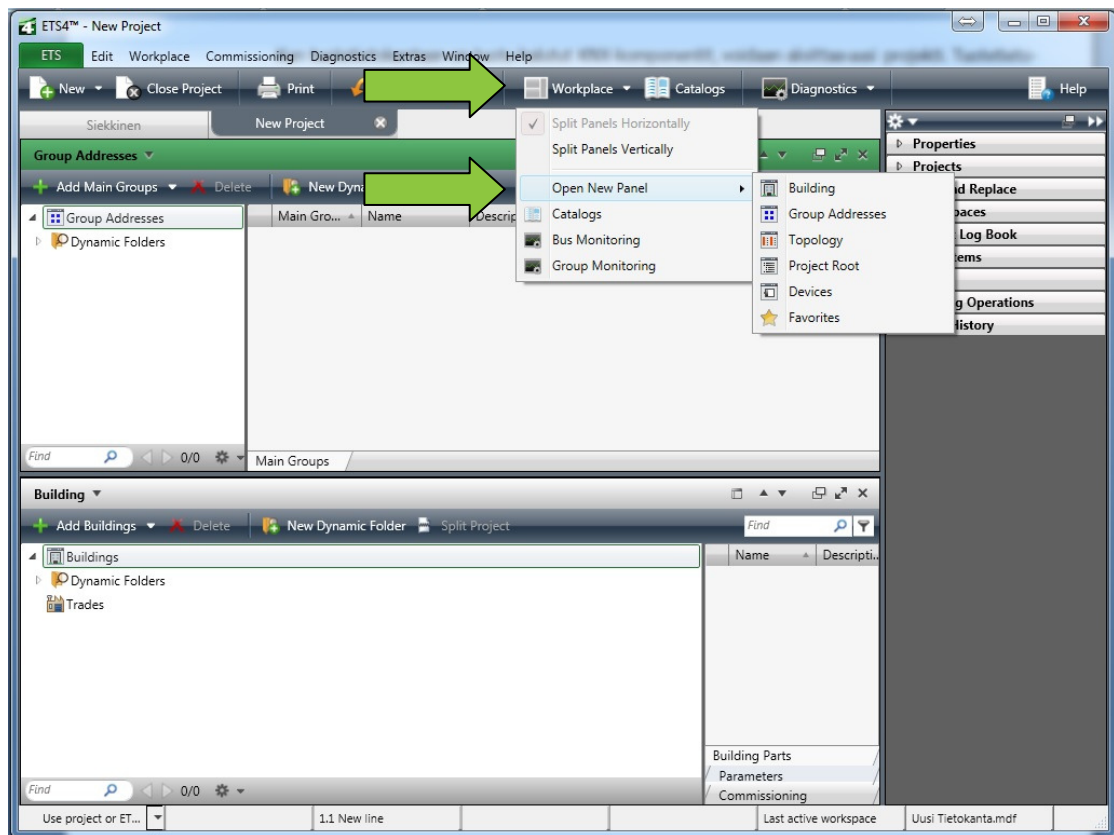 ETS4™ - New Project
ETS Edit Workplace Commissioning Diagnostics Extras Window Help
New Close Project Print Workplace Catalogs Diagnostics Help
Siekkinen New Project
Split Panels Horizontally
Split Panels Vertically
Open New Panel
Catalogs
Bus Monitoring
Group Monitoring
Building
Group Addresses
Topology
Project Root
Devices
Favorites
Properties
Projects
Replace
Log Book
Operations
History
Group Addresses
Add Main Groups Delete New
Group Addresses
Dynamic Folders
Main Gro... Name
Find 0/0 Main Groups
Building
Add Buildings Delete New Dynamic Folder Split Project Find
Buildings
Dynamic Folders
Trades
Name Descripti..
Building Parts
Parameters
Commissioning
Find 0/0
Use project or ET... 1.1 New line Last active workspace Uusi Tietokanta.mdf